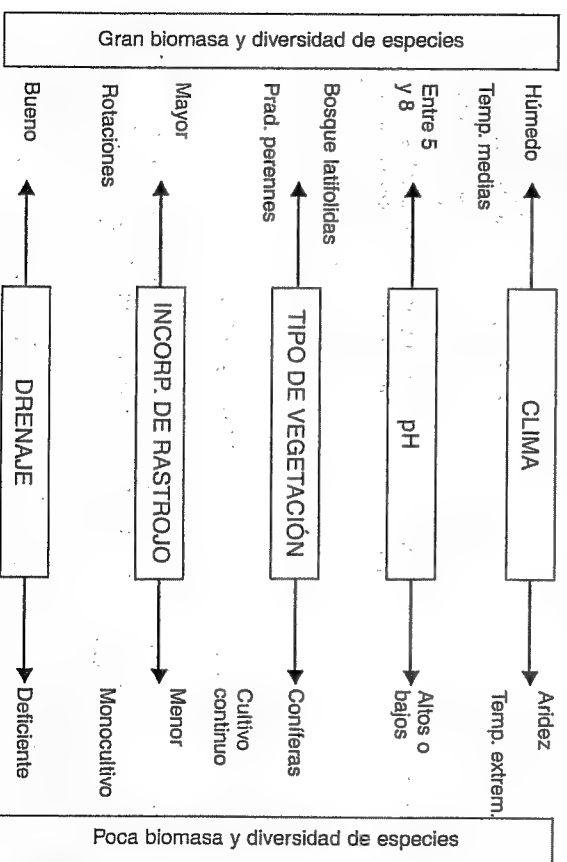 Gran biomasa y diversidad de especies
Húmedo
Temp. medias
CLIMA
Aridez
Temp. extrem.
Entre 5
y 8
pH
Altos o
bajos
Bosque latifolidas
Prad. perennes
TIPO DE VEGETACIÓN
Coníferas
Cultivo
continuo
Mayor
Rotaciones
INCORP. DE RASTROJO
Menor
Monocultivo
Bueno
DRENAJE
Deficiente
Poca biomasa y diversidad de especies